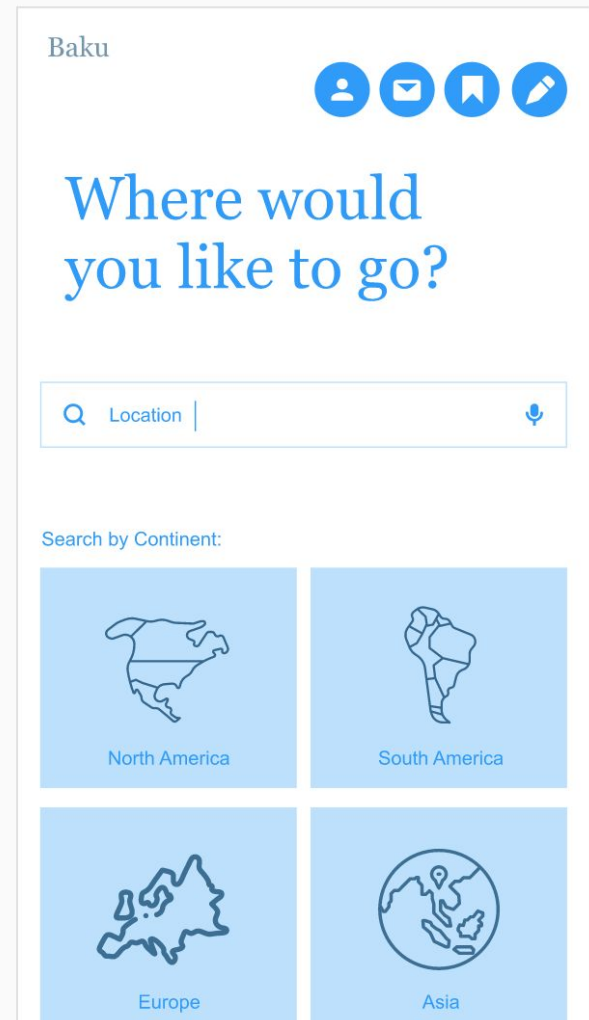 Baku
Where would
you like to go?
Location
Search by Continent:
North America
South America
Europe
Asia